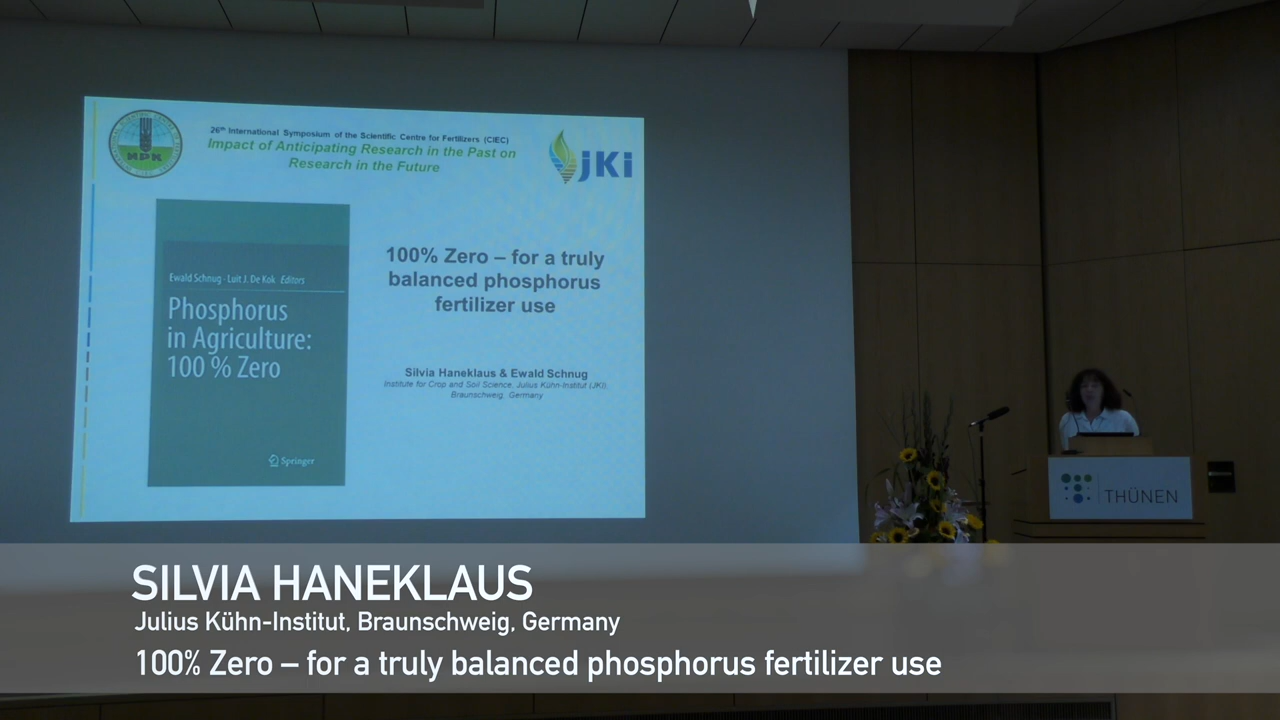 26th International Symposium of the Scientific Centre for Fertilizers (CIEC)
Impact of Anticipating Research in the Past on
Research in the Future
NPK
JKi
Ewald Schnug · Luit J. De Kok Editors
Phosphorus
in Agriculture:
100 % Zero
Springer
100% Zero – for a truly
balanced phosphorus
fertilizer use
Silvia Haneklaus & Ewald Schnug
Institute for Crop and Soil Science, Julius Kühn-Institut (JKI),
Braunschweig, Germany
THÜNEN
SILVIA HANEKLAUS
Julius Kühn-Institut, Braunschweig, Germany
100% Zero – for a truly balanced phosphorus fertilizer use